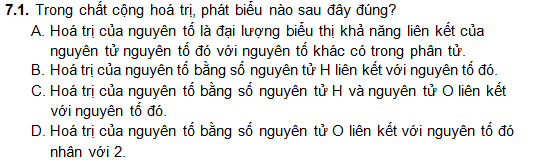 7.1. Trong chất cộng hoá trị, phát biểu nào sau đây đúng?
A. Hoá trị của nguyên tố là đại lượng biểu thị khả năng liên kết của
nguyên tử nguyên tố đó với nguyên tố khác có trong phân tử.
B. Hoá trị của nguyên tố bằng số nguyên tử H liên kết với nguyên tố đó.
C. Hoá trị của nguyên tố bằng số nguyên tử H và nguyên tử O liên kết
với nguyên tố đó.
D. Hoá trị của nguyên tố bằng số nguyên tử O liên kết với nguyên tố đó
nhân với 2.